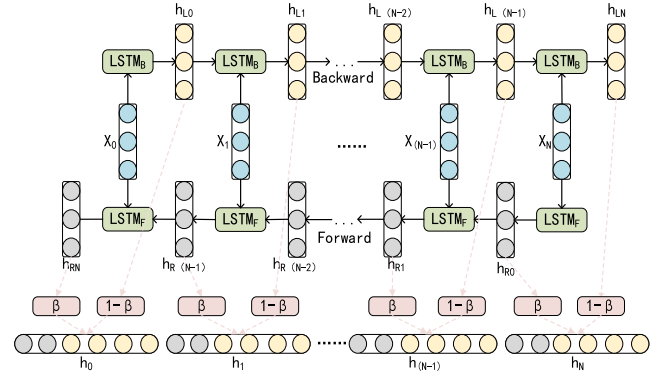 h_L0 h_L1 h_L (N-2) h_L (N-1) h_LN
LSTM_B LSTM_B ... LSTM_B LSTM_B
Backward
X_0 X_1 ...... X_(N-1) X_N
LSTM_F LSTM_F ... LSTM_F LSTM_F
Forward
h_RN h_R (N-1) h_R (N-2) h_R1 h_R0
β 1-β β 1-β β 1-β β 1-β
...... 
h_0 h_1 h_(N-1) h_N